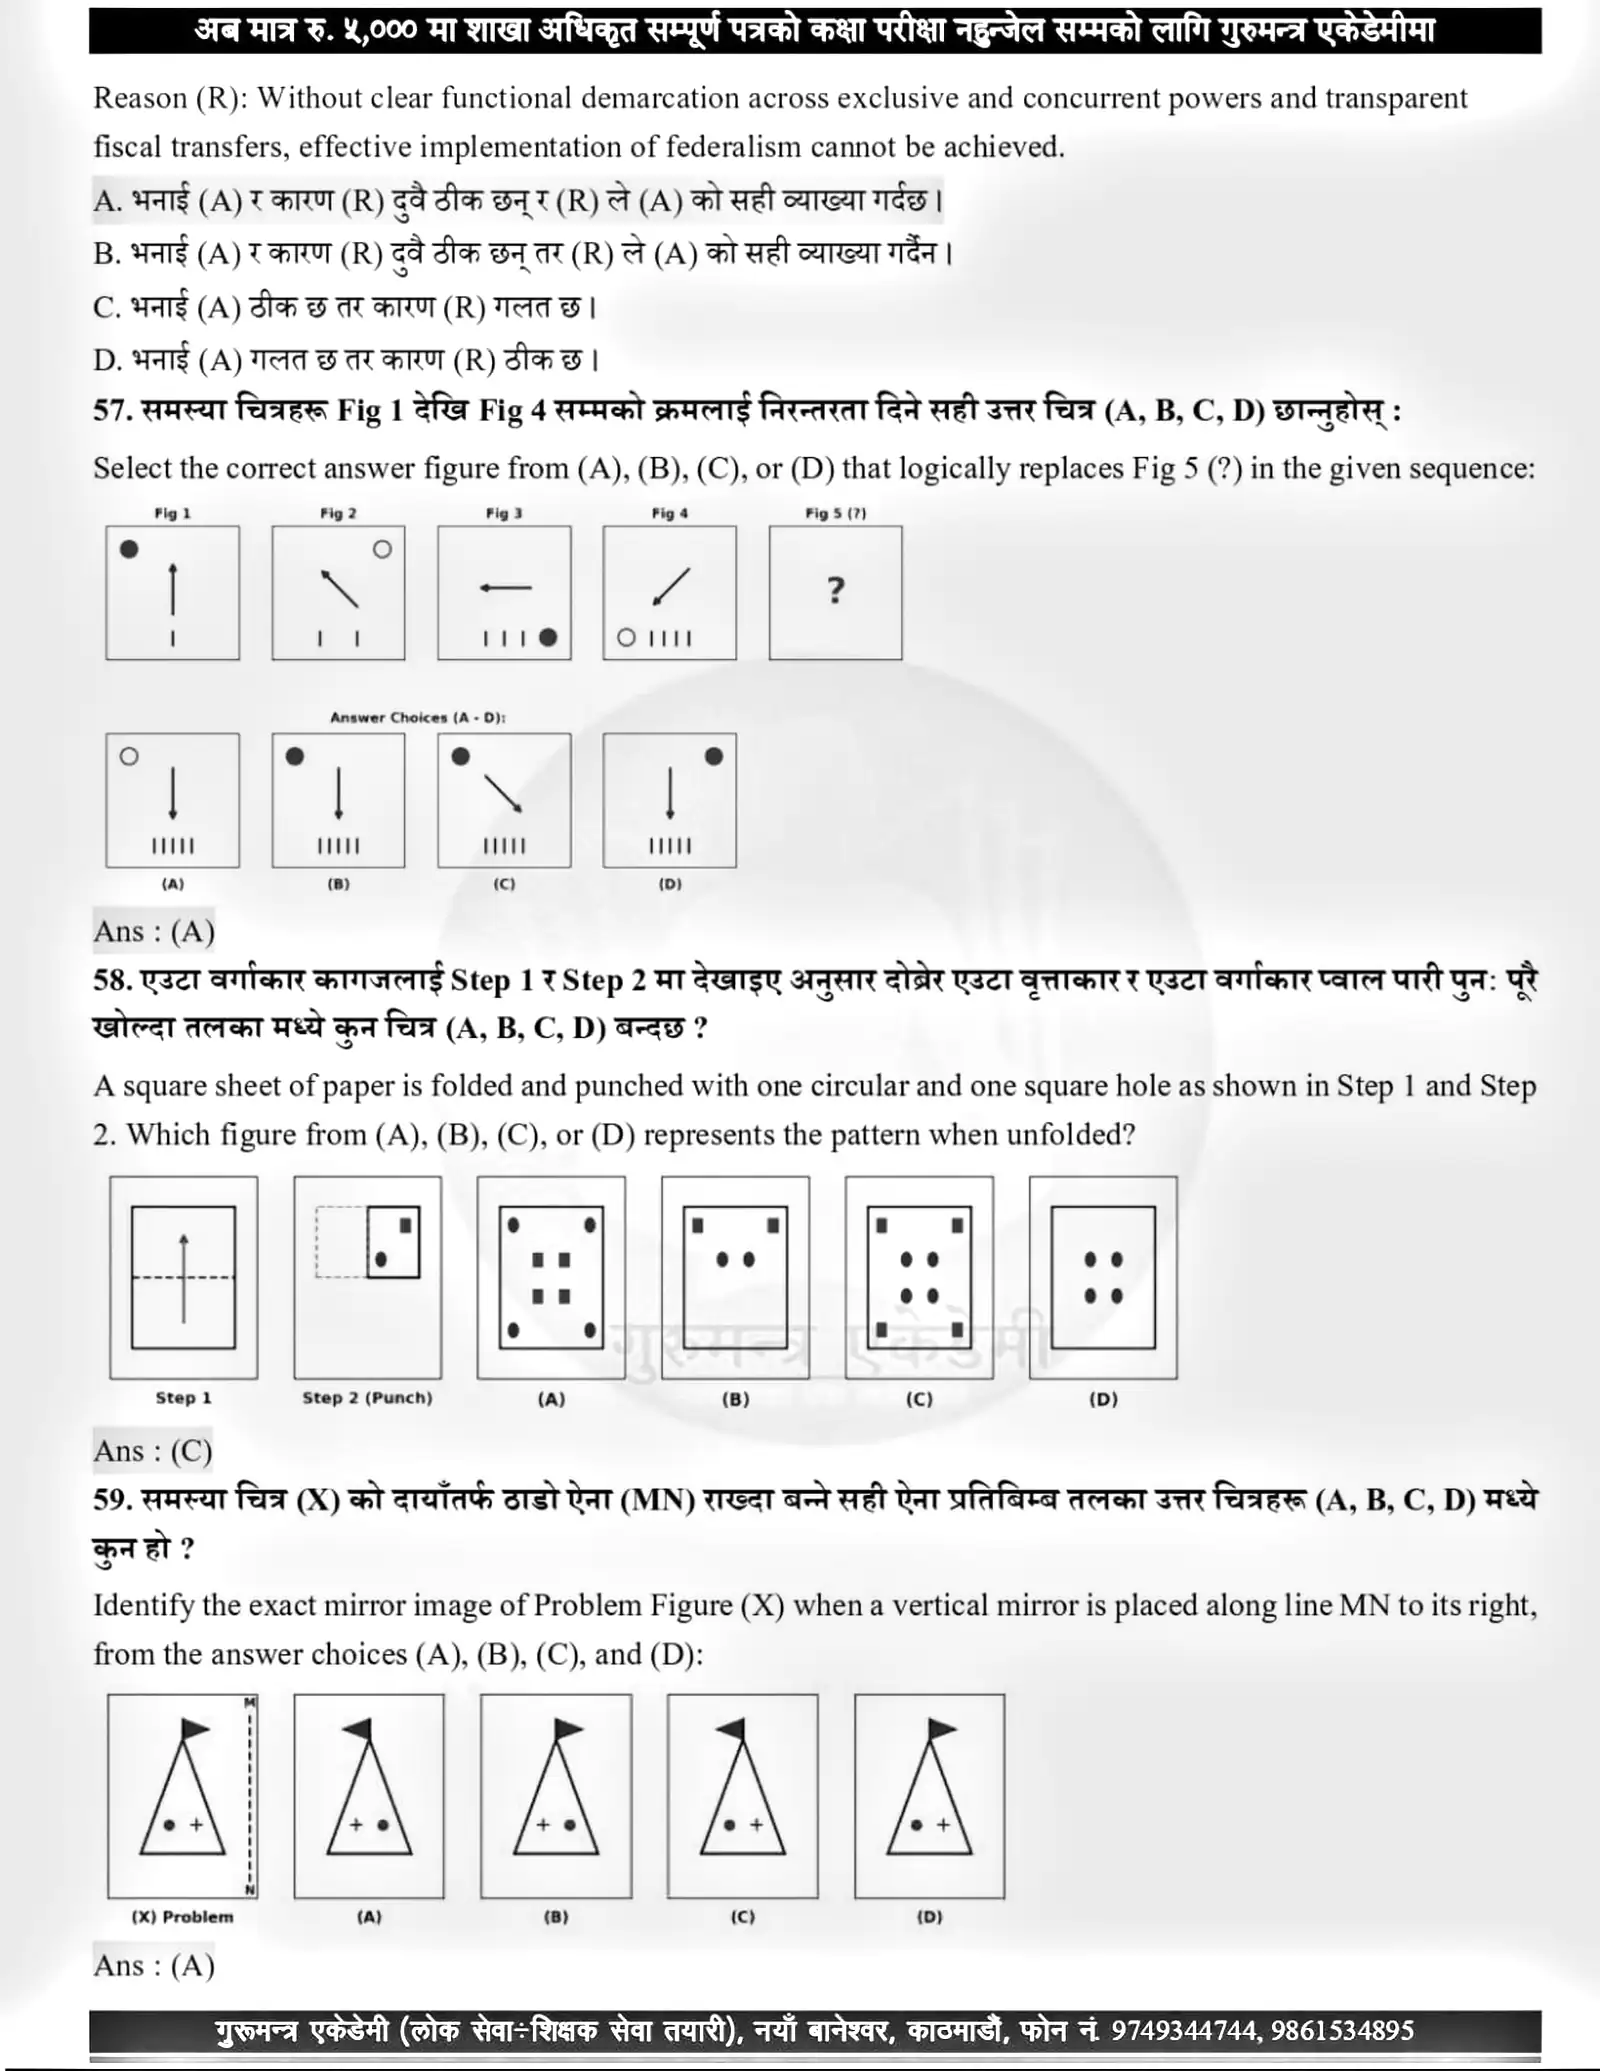 अब मात्र रु. ५,००० मा शाखा अधिकृत सम्पूर्ण पत्रको कक्षा परीक्षा नहुन्जेल सम्मको लागि गुरुमन्त्र एकेडेमीमा
Reason (R): Without clear functional demarcation across exclusive and concurrent powers and transparent
fiscal transfers, effective implementation of federalism cannot be achieved.
A. भनाई (A) र कारण (R) दुवै ठीक छन् र (R) ले (A) को सही व्याख्या गर्दछ।
B. भनाई (A) र कारण (R) दुवै ठीक छन् तर (R) ले (A) को सही व्याख्या गर्दैन।
C. भनाई (A) ठीक छ तर कारण (R) गलत छ।
D. भनाई (A) गलत छ तर कारण (R) ठीक छ।
57. समस्या चित्रहरू Fig 1 देखि Fig 4 सम्मको क्रमलाई निरन्तरता दिने सही उत्तर चित्र (A, B, C, D) छान्नुहोस् :
Select the correct answer figure from (A), (B), (C), or (D) that logically replaces Fig 5 (?) in the given sequence:
Fig 1 Fig 2 Fig 3 Fig 4 Fig 5 (?)
?
Answer Choices (A - D):
(A) (B) (C) (D)
Ans : (A)
58. एउटा वर्गाकार कागजलाई Step 1 र Step 2 मा देखाइए अनुसार दोब्रेर एउटा वृत्ताकार र एउटा वर्गाकार प्वाल पारी पुनः पूरै
खोल्दा तलका मध्ये कुन चित्र (A, B, C, D) बन्दछ ?
A square sheet of paper is folded and punched with one circular and one square hole as shown in Step 1 and Step
2. Which figure from (A), (B), (C), or (D) represents the pattern when unfolded?
गुरूमन्त्र एकेडेमी
Step 1 Step 2 (Punch) (A) (B) (C) (D)
Ans : (C)
59. समस्या चित्र (X) को दायाँतर्फ ठाडो ऐना (MN) राख्दा बन्ने सही ऐना प्रतिबिम्ब तलका उत्तर चित्रहरू (A, B, C, D) मध्ये
कुन हो ?
Identify the exact mirror image of Problem Figure (X) when a vertical mirror is placed along line MN to its right,
from the answer choices (A), (B), (C), and (D):
M
N
(X) Problem (A) (B) (C) (D)
Ans : (A)
गुरूमन्त्र एकेडेमी (लोक सेवा÷शिक्षक सेवा तयारी), नयाँ बानेश्वर, काठमाडौं, फोन नं. 9749344744, 9861534895